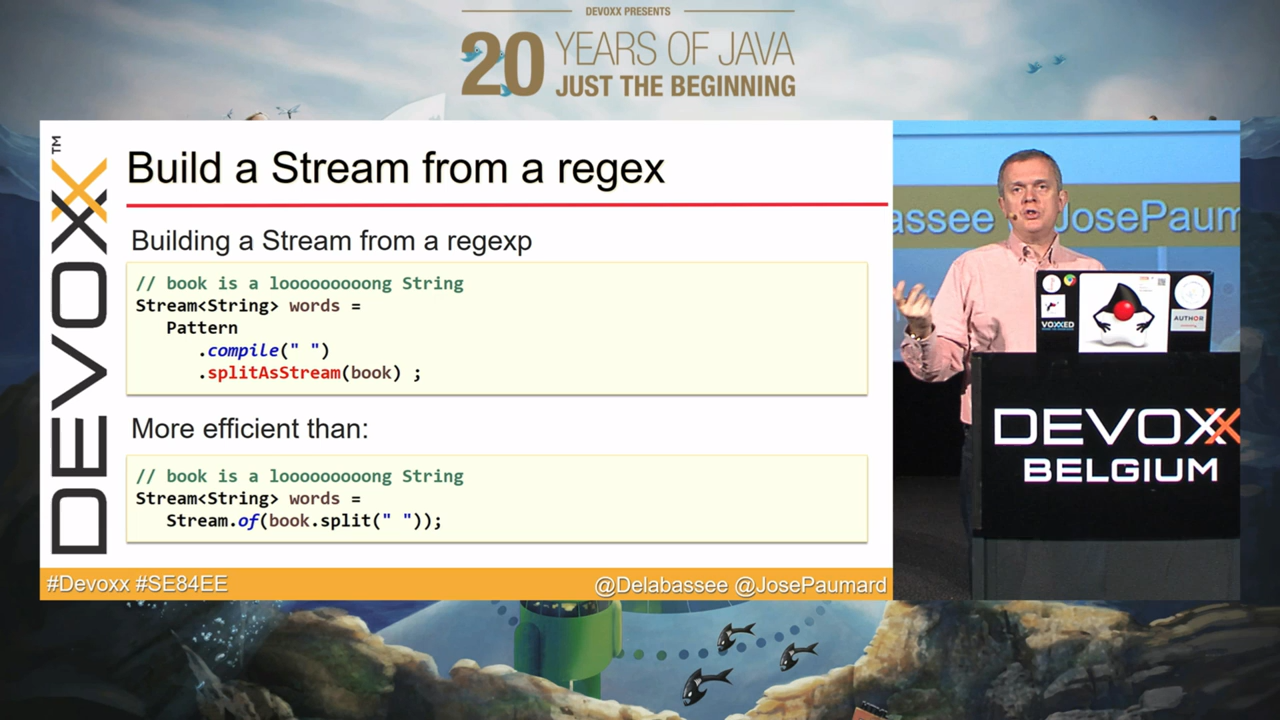 DEVOXX PRESENTS
20 YEARS OF JAVA
JUST THE BEGINNING
DEVOXX™
Build a Stream from a regex
Building a Stream from a regexp
// book is a looooooooong String
Stream<String> words =
Pattern
.compile(" ")
.splitAsStream(book) ;
More efficient than:
// book is a looooooooong String
Stream<String> words =
Stream.of(book.split(" "));
#Devoxx #SE84EE
@Delabassee @JosePaumard
assee
JosePaum
VOXXED
AUTHOR
DEVOXX
BELGIUM